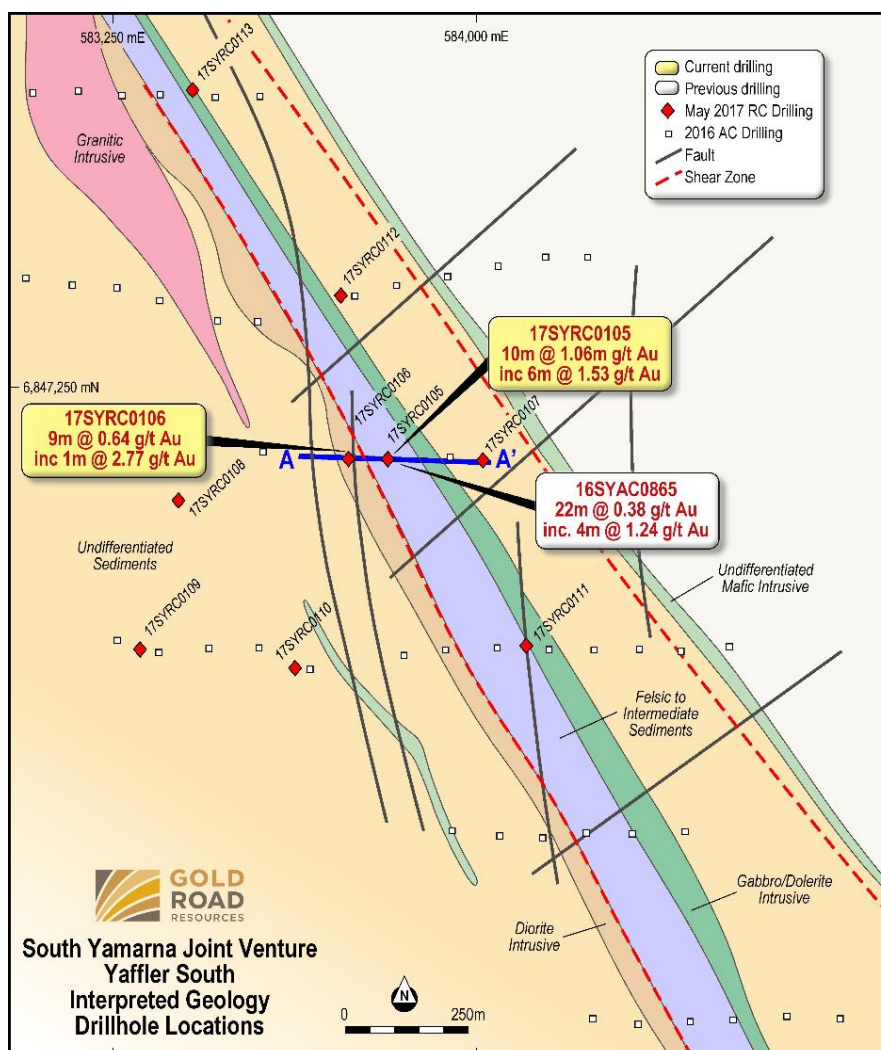 583,250 mE
584,000 mE
17SYRC0113
Current drilling
Previous drilling
May 2017 RC Drilling
2016 AC Drilling
Fault
Shear Zone
Granitic
Intrusive
17SYRC0112
17SYRC0105
10m @ 1.06m g/t Au
inc 6m @ 1.53 g/t Au
6,847,250 mN
17SYRC0106
17SYRC0105
17SYRC0107
17SYRC0106
9m @ 0.64 g/t Au
inc 1m @ 2.77 g/t Au
A
A'
17SYRC0108
16SYAC0865
22m @ 0.38 g/t Au
inc. 4m @ 1.24 g/t Au
Undifferentiated
Sediments
Undifferentiated
Mafic Intrusive
17SYRC0109
17SYRC0110
17SYRC0111
Felsic to
Intermediate
Sediments
Gabbro/Dolerite
Intrusive
Diorite
Intrusive
GOLD
ROAD
RESOURCES
South Yamarna Joint Venture
Yaffler South
Interpreted Geology
Drillhole Locations
N
0
250m